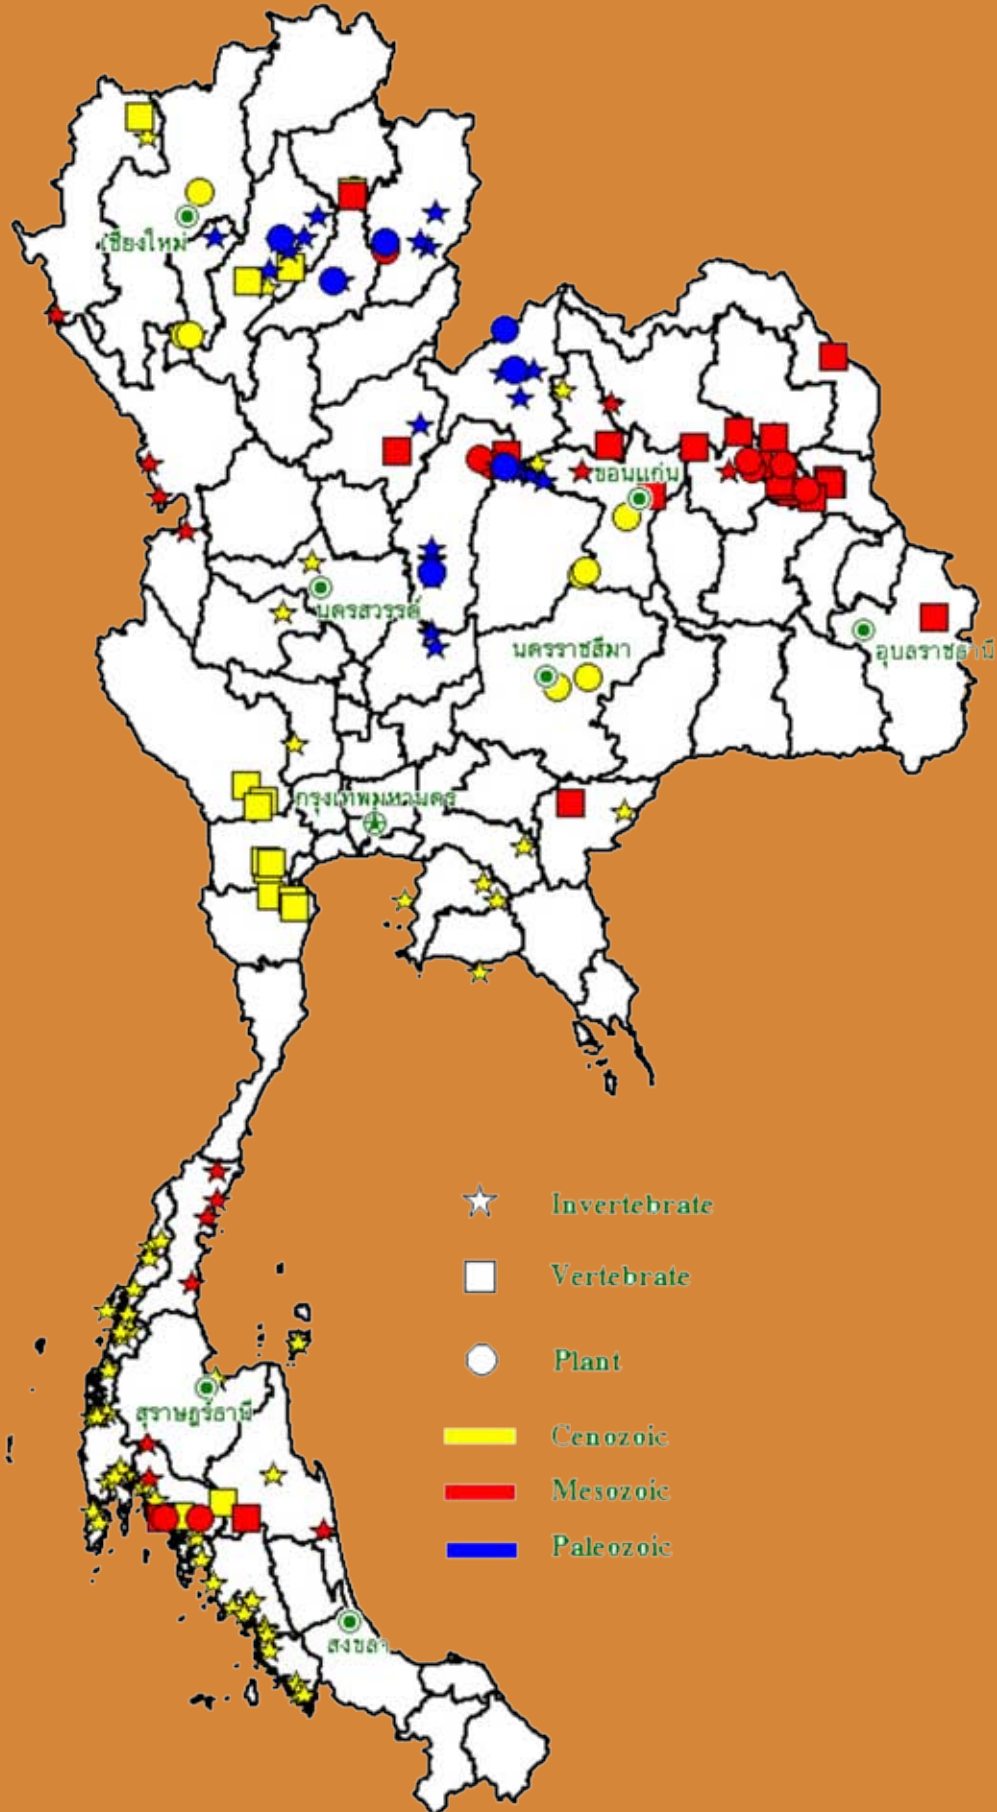 เชียงใหม่
ขอนแก่น
นครสวรรค์
นครราชสีมา
อุบลราชธานี
กรุงเทพมหานคร
Invertebrate
Vertebrate
Plant
สุราษฎร์ธานี
Cenozoic
Mesozoic
Paleozoic
สงขลา